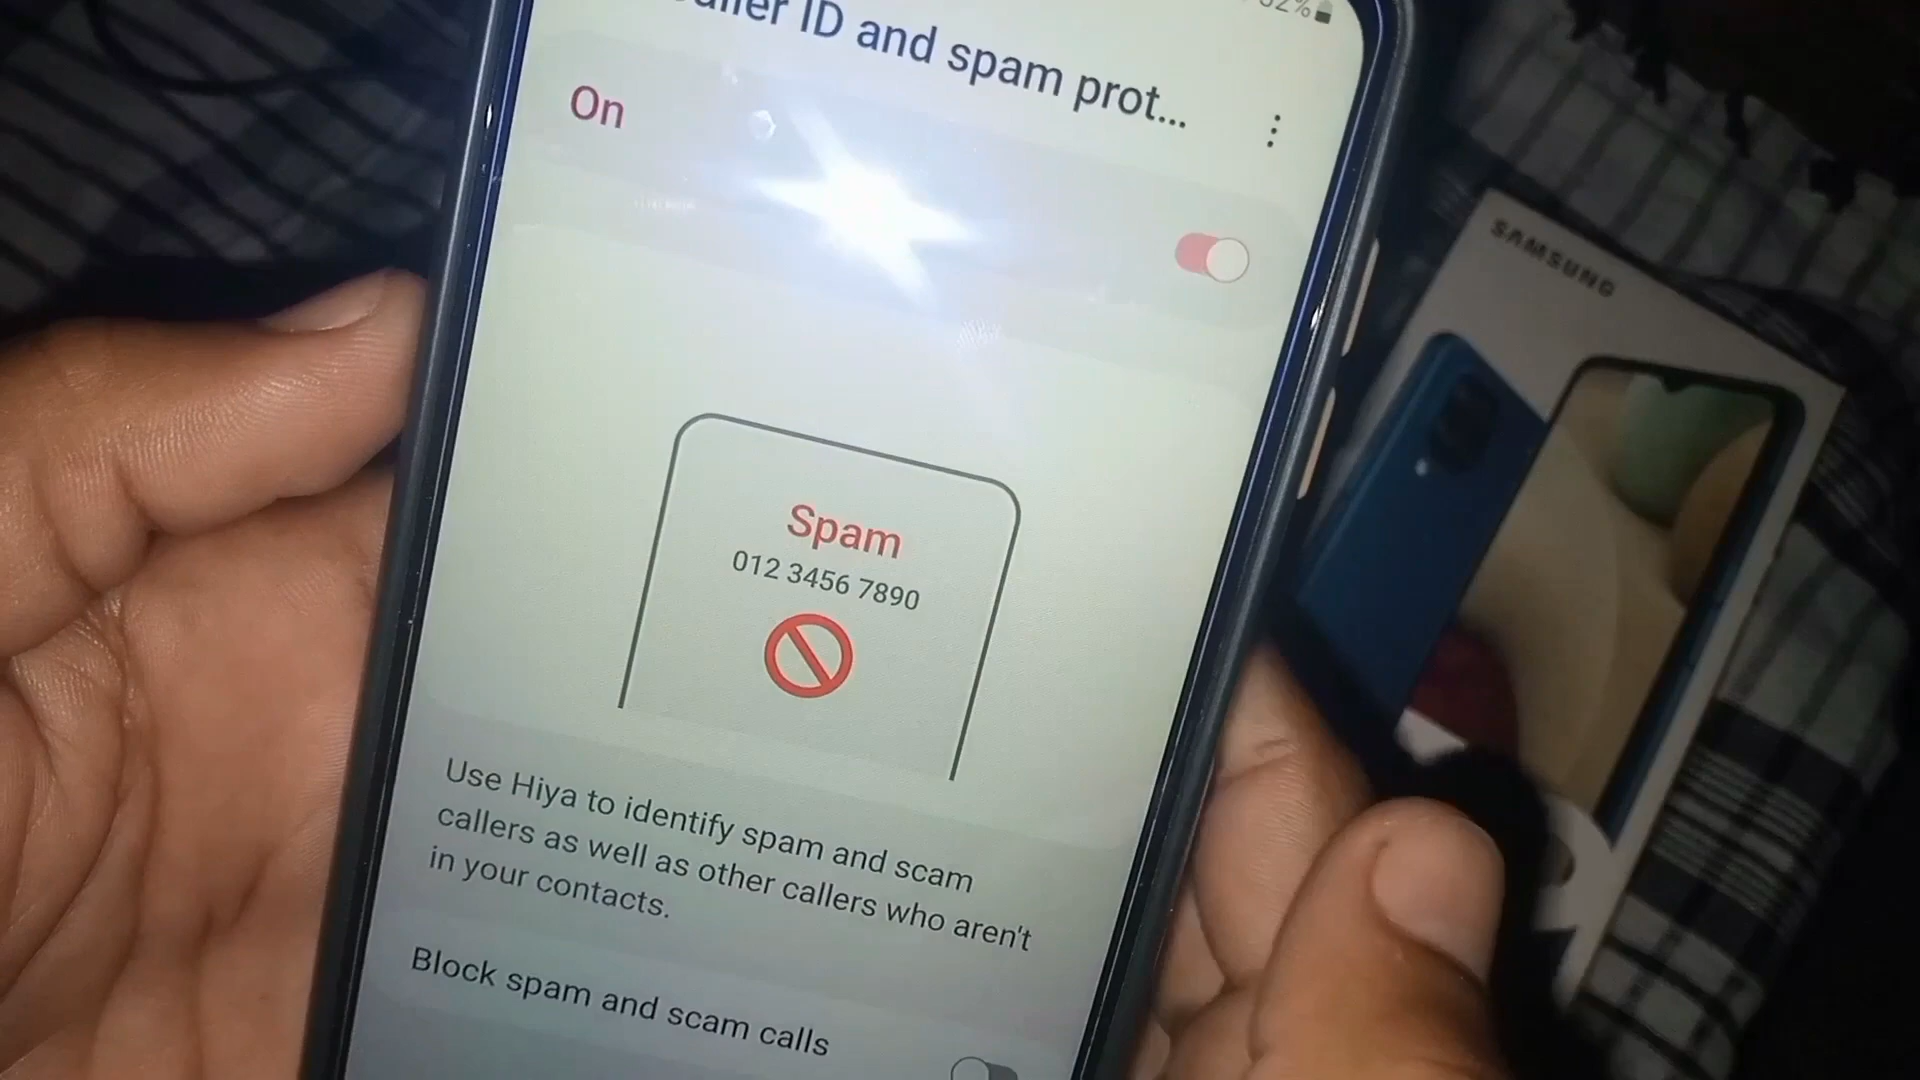 ID and spam prot...
On
Spam
012 3456 7890
Use Hiya to identify spam and scam
callers as well as other callers who aren't
in your contacts.
Block spam and scam calls
SAMSUNG